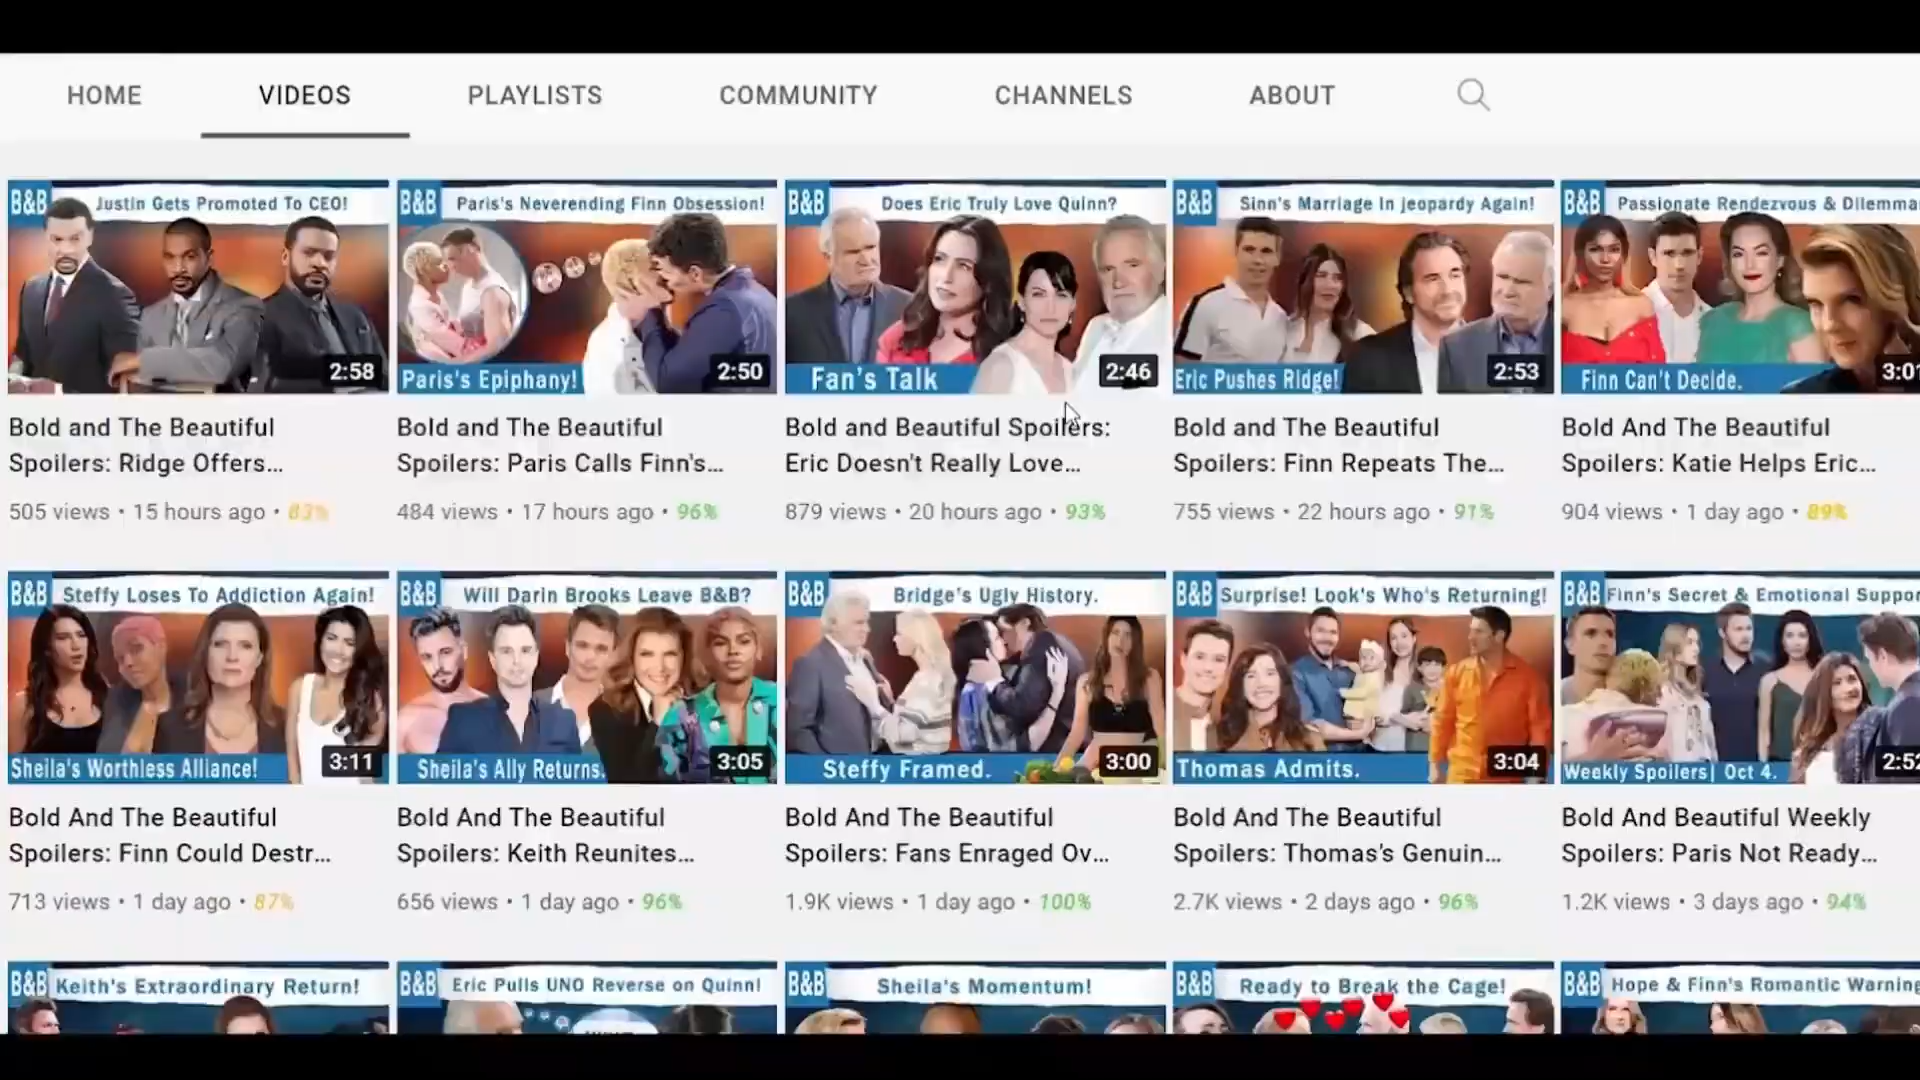 HOME
VIDEOS
PLAYLISTS
COMMUNITY
CHANNELS
ABOUT
B&B Justin Gets Promoted To CEO!
2:58
Bold and The Beautiful
Spoilers: Ridge Offers...
505 views • 15 hours ago • 83%
B&B Paris's Neverending Finn Obsession!
Paris's Epiphany!
2:50
Bold and The Beautiful
Spoilers: Paris Calls Finn's...
484 views • 17 hours ago • 96%
B&B Does Eric Truly Love Quinn?
Fan's Talk
2:46
Bold and Beautiful Spoilers:
Eric Doesn't Really Love...
879 views • 20 hours ago • 93%
B&B Sinn's Marriage In Jeopardy Again!
Eric Pushes Ridge!
2:53
Bold and The Beautiful
Spoilers: Finn Repeats The...
755 views • 22 hours ago • 91%
B&B Passionate Rendezvous & Dilemma
Finn Can't Decide.
3:01
Bold And The Beautiful
Spoilers: Katie Helps Eric...
904 views • 1 day ago • 89%
B&B Steffy Loses To Addiction Again!
Sheila's Worthless Alliance!
3:11
Bold And The Beautiful
Spoilers: Finn Could Destr...
713 views • 1 day ago • 87%
B&B Will Darin Brooks Leave B&B?
Sheila's Ally Returns.
3:05
Bold And The Beautiful
Spoilers: Keith Reunites...
656 views • 1 day ago • 96%
B&B Bridge's Ugly History.
Steffy Framed.
3:00
Bold And The Beautiful
Spoilers: Fans Enraged Ov...
1.9K views • 1 day ago • 100%
B&B Surprise! Look's Who's Returning!
Thomas Admits.
3:04
Bold And The Beautiful
Spoilers: Thomas's Genuin...
2.7K views • 2 days ago • 96%
B&B Finn's Secret & Emotional Suppor
Weekly Spoilers| Oct 4.
2:52
Bold And Beautiful Weekly
Spoilers: Paris Not Ready...
1.2K views • 3 days ago • 94%
B&B Keith's Extraordinary Return!
B&B Eric Pulls UNO Reverse on Quinn!
B&B Sheila's Momentum!
B&B Ready to Break the Cage!
B&B Hope & Finn's Romantic Warning